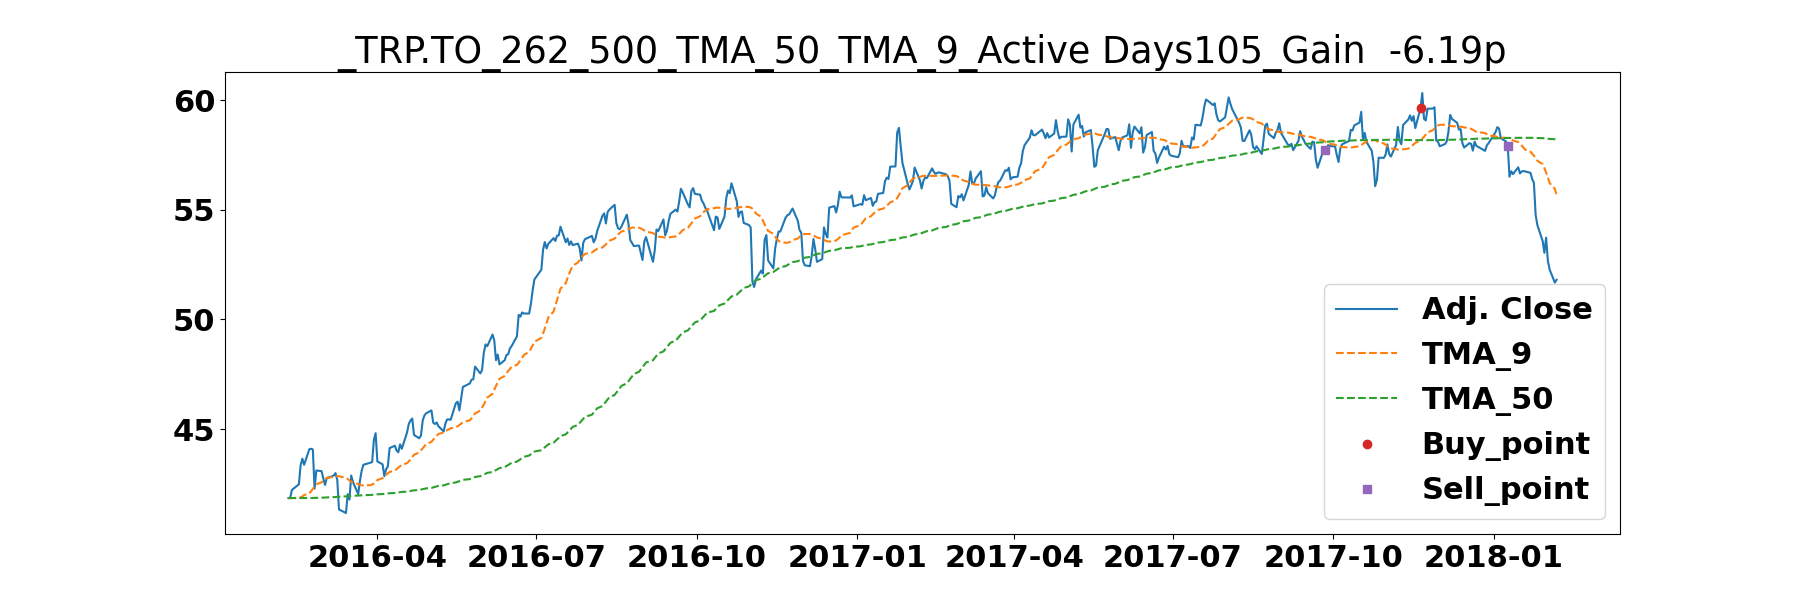 _TRP.TO_262_500_TMA_50_TMA_9_Active Days105_Gain  -6.19p
60
55
50
45
Adj. Close
TMA_9
TMA_50
Buy_point
Sell_point
2016-04 2016-07 2016-10 2017-01 2017-04 2017-07 2017-10 2018-01